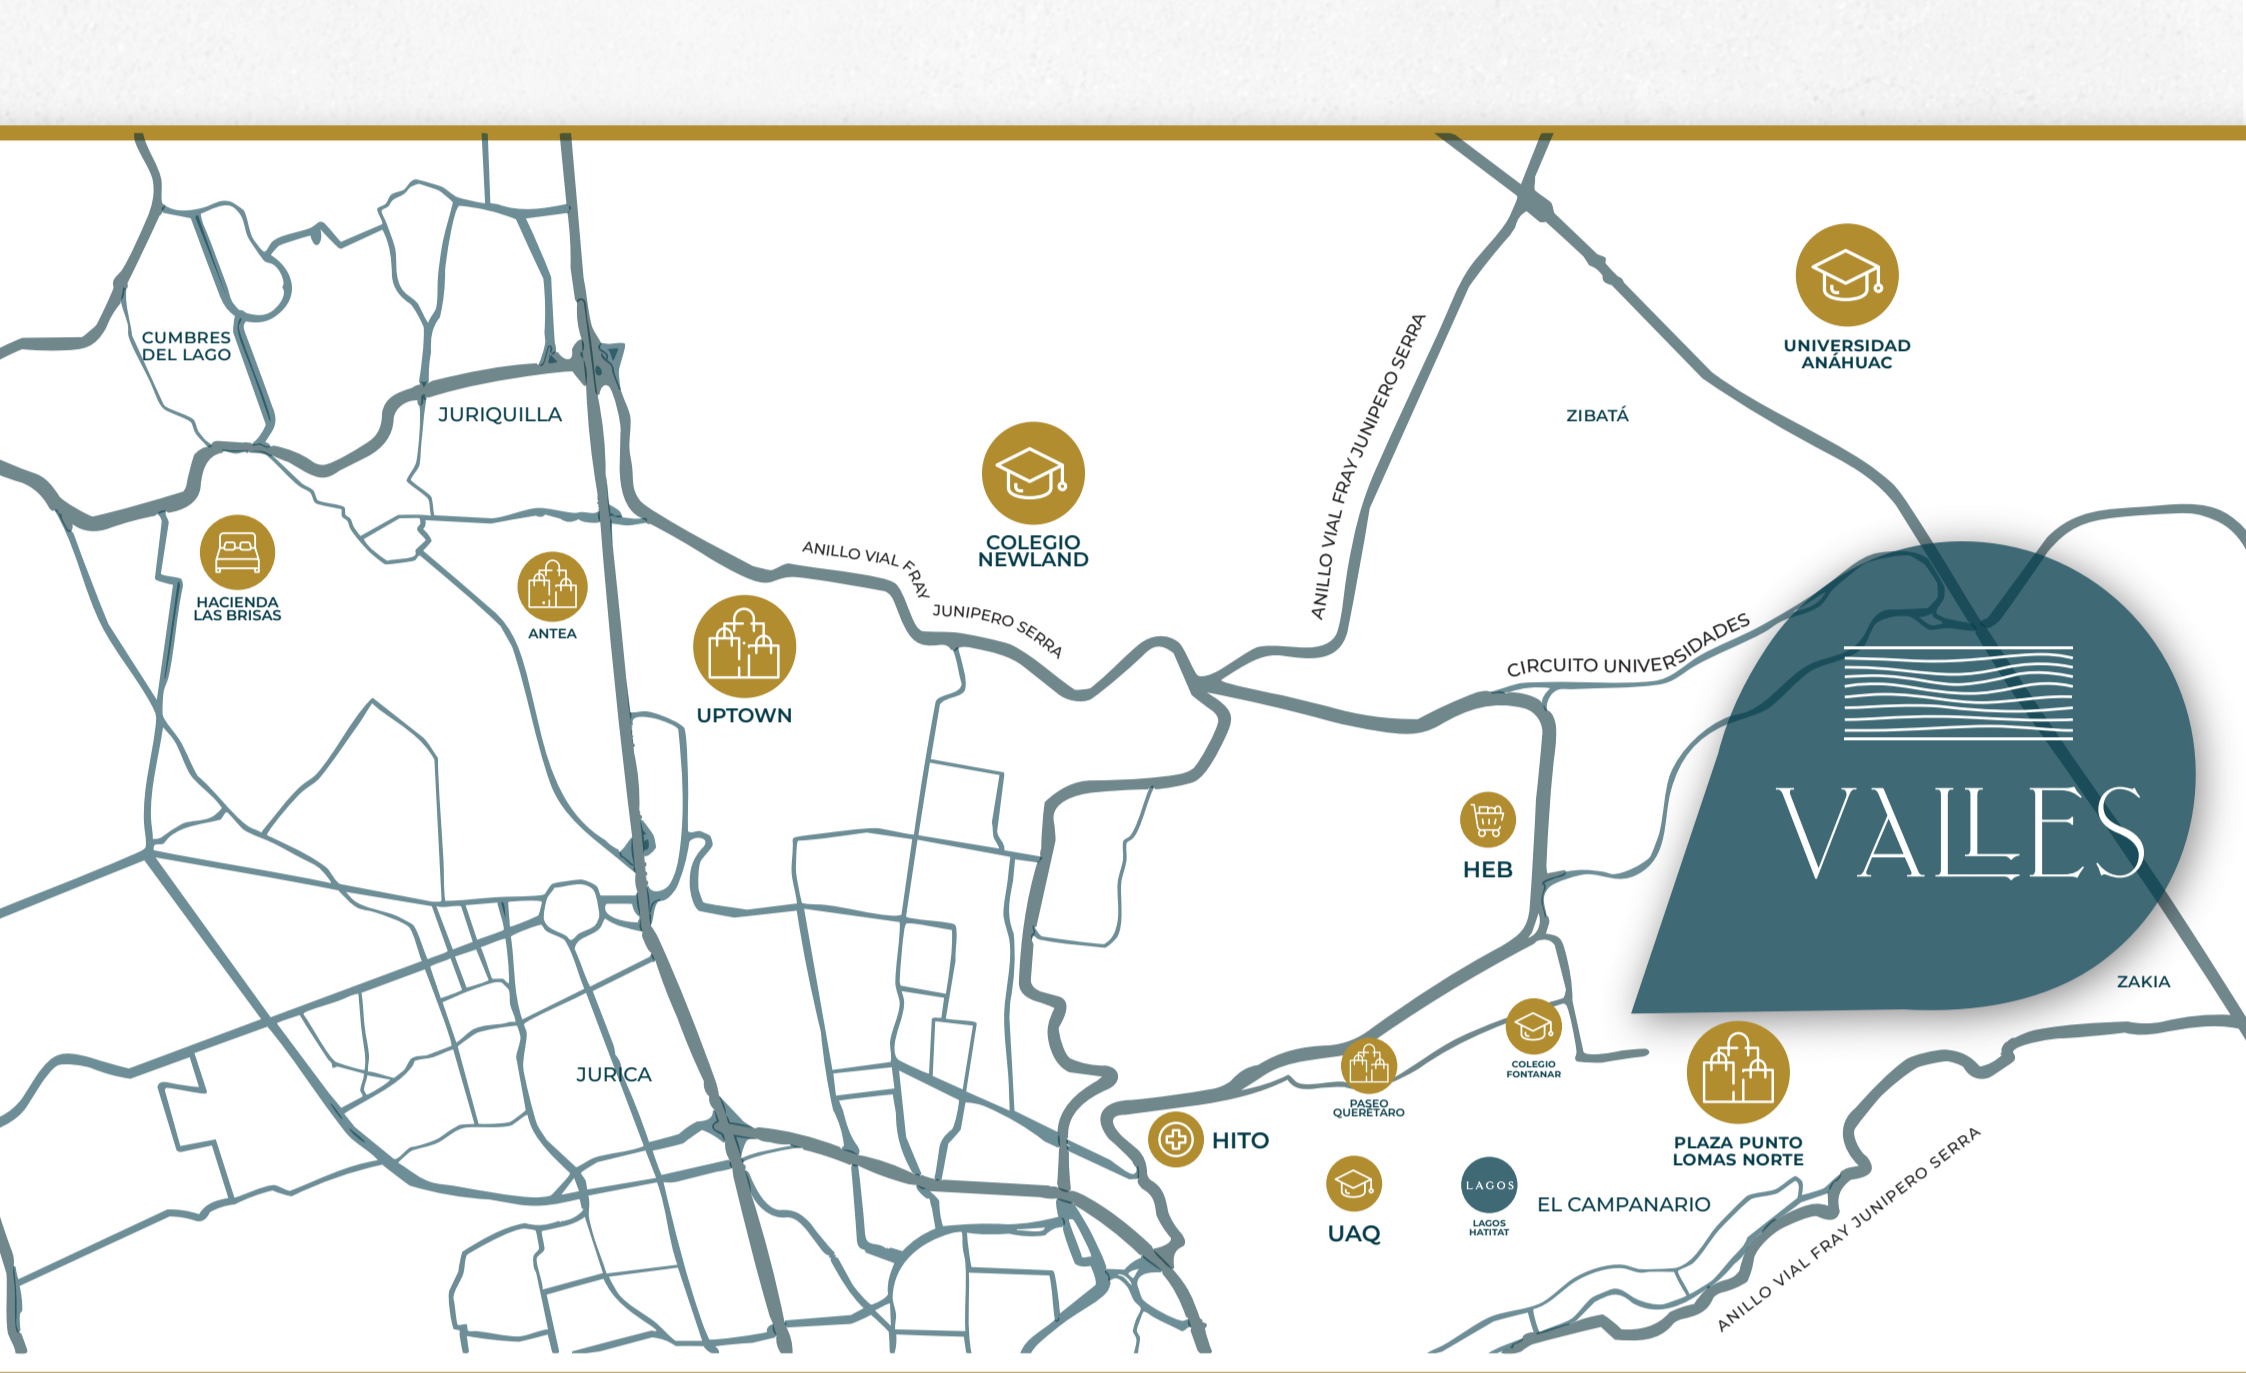 UNIVERSIDAD
ANÁHUAC
CUMBRES
DEL LAGO
JURIQUILLA
ZIBATÁ
ANILLO VIAL FRAY JUNIPERO SERRA
COLEGIO
NEWLAND
ANILLO VIAL FRAY
JUNIPERO SERRA
HACIENDA
LAS BRISAS
ANTEA
UPTOWN
CIRCUITO UNIVERSIDADES
VALLES
HEB
ZAKIA
JURICA
COLEGIO
FONTANAR
PASEO
QUERÉTARO
HITO
PLAZA PUNTO
LOMAS NORTE
UAQ
LAGOS
LAGOS
HATITAT
EL CAMPANARIO
ANILLO VIAL FRAY JUNIPERO SERRA